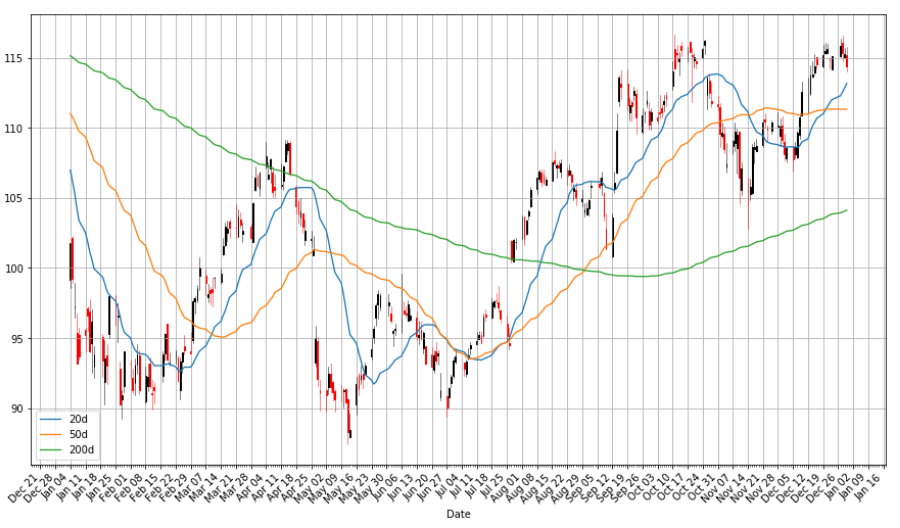 115
110
105
100
95
90
20d
50d
200d
Dec 21
Dec 28
Jan 04
Jan 11
Jan 18
Jan 25
Feb 01
Feb 08
Feb 15
Feb 22
Feb 29
Mar 07
Mar 14
Mar 21
Mar 28
Apr 04
Apr 11
Apr 18
Apr 25
May 02
May 09
May 16
May 23
May 30
Jun 06
Jun 13
Jun 20
Jun 27
Jul 04
Jul 11
Jul 18
Jul 25
Aug 01
Aug 08
Aug 15
Aug 22
Aug 29
Sep 05
Sep 12
Sep 19
Sep 26
Oct 03
Oct 10
Oct 17
Oct 24
Oct 31
Nov 07
Nov 14
Nov 21
Nov 28
Dec 05
Dec 12
Dec 19
Dec 26
Jan 02
Jan 09
Jan 16
Date